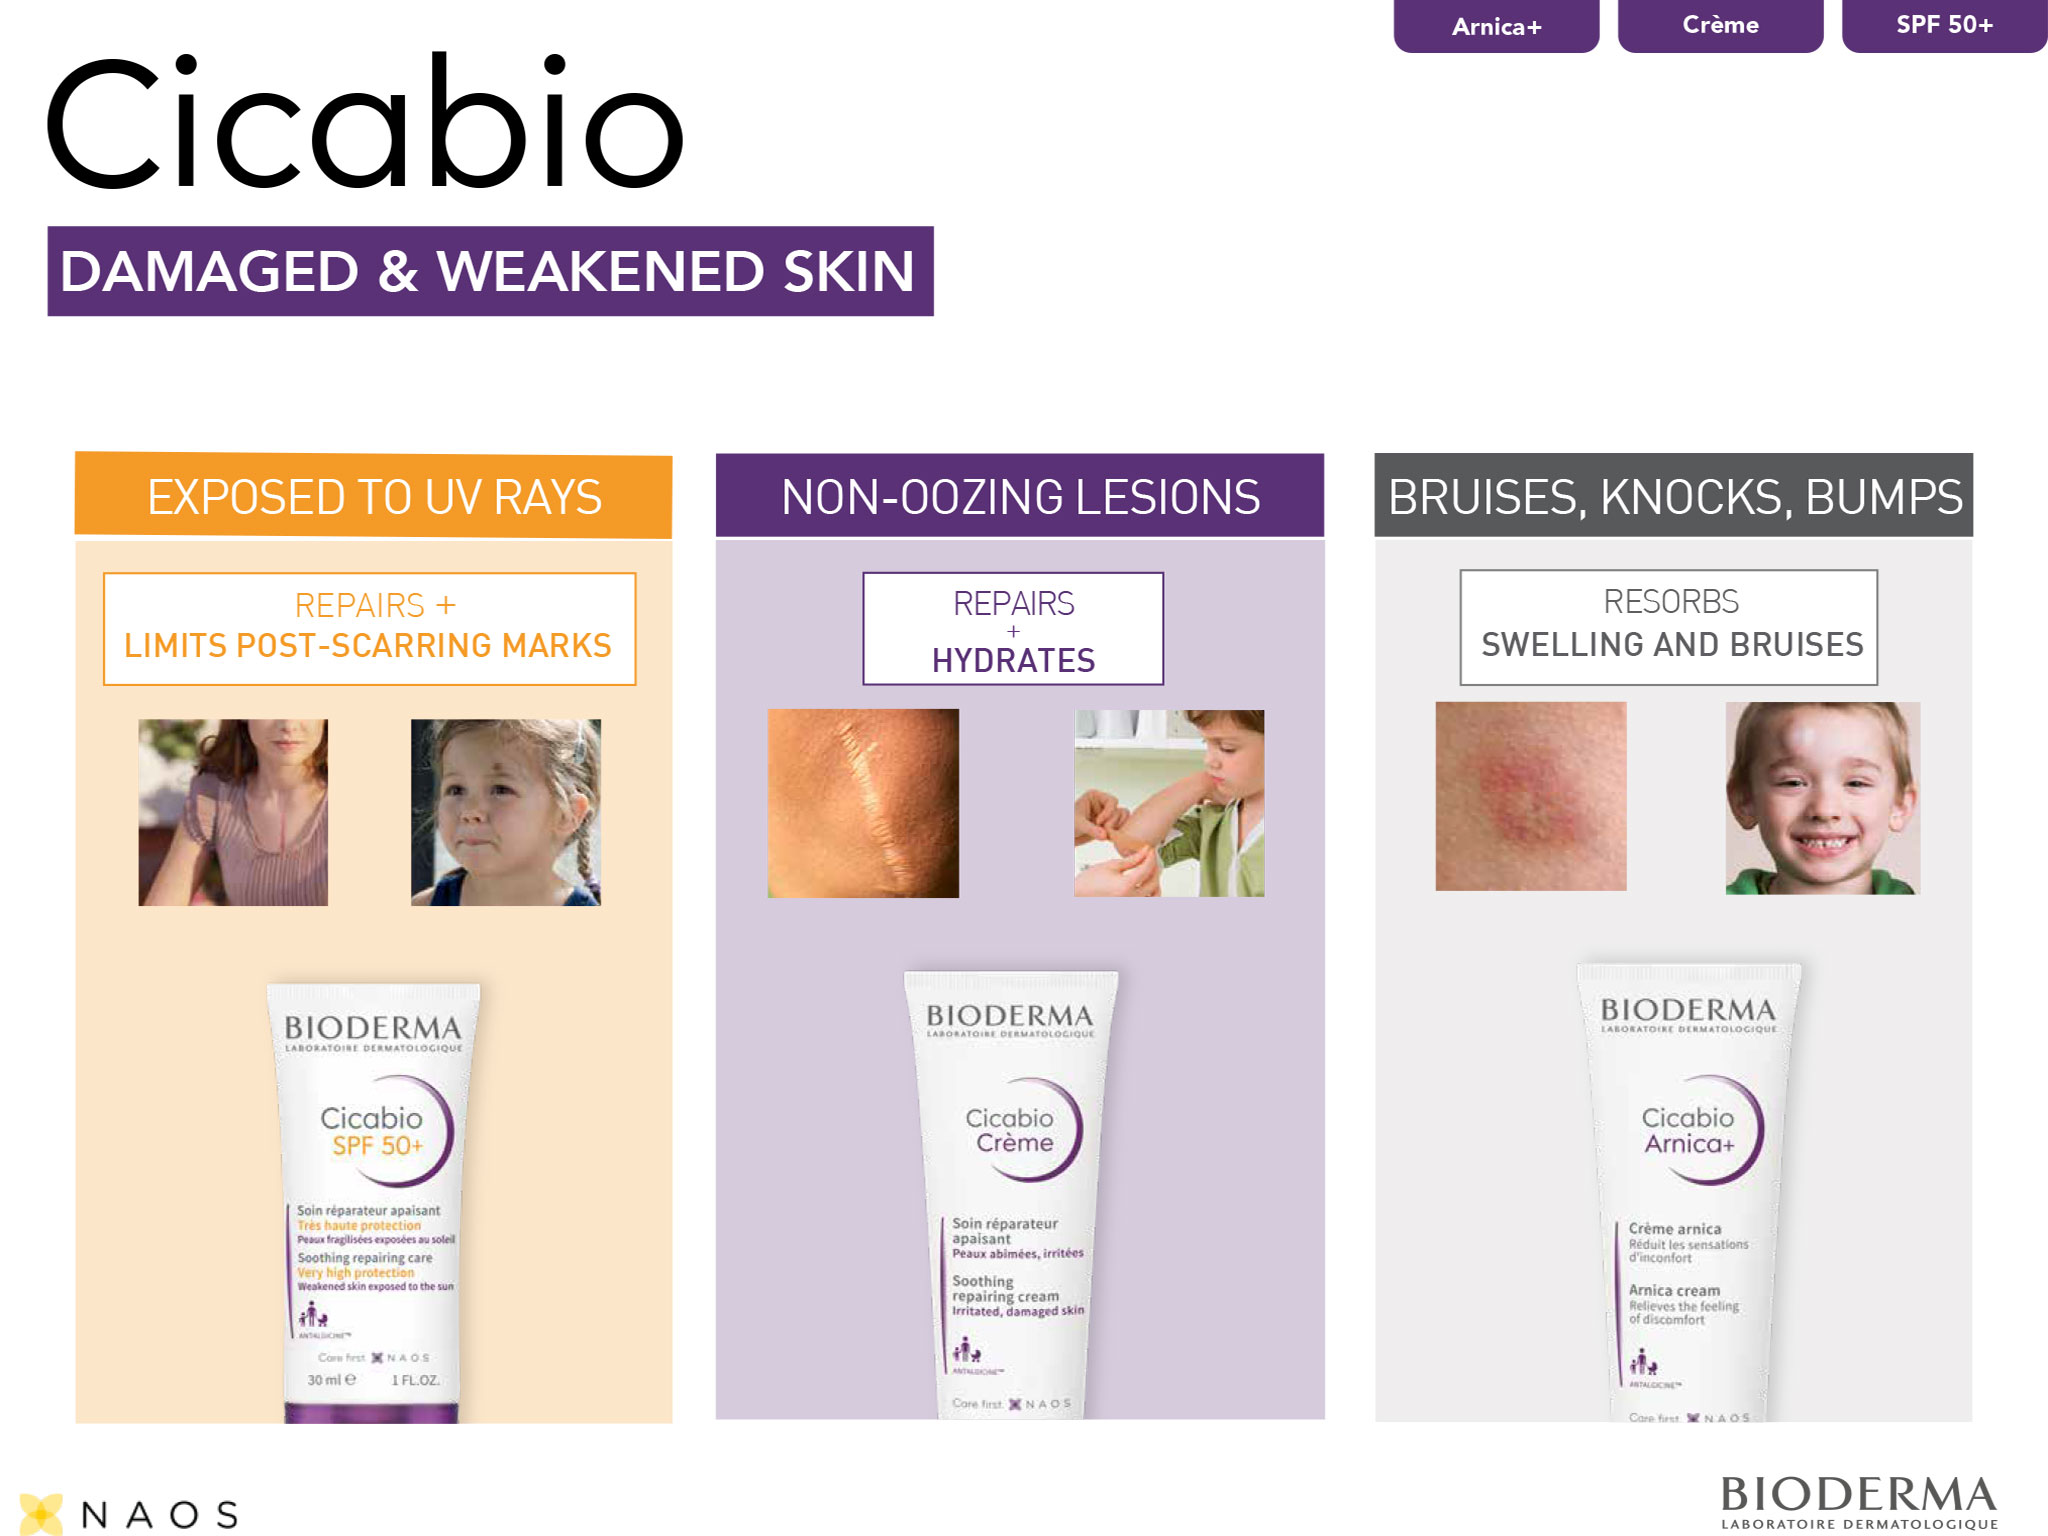 Arnica+
Crème
SPF 50+
Cicabio
DAMAGED & WEAKENED SKIN
EXPOSED TO UV RAYS
REPAIRS +
LIMITS POST-SCARRING MARKS
BIODERMA
LABORATOIRE DERMATOLOGIQUE
Cicabio
SPF 50+
Soin réparateur apaisant
Très haute protection
Peaux fragilisées exposées au soleil
Soothing repairing care
Very high protection
Weakened skin exposed to the sun
ANTALGICINE™
Care first NAOS
30 ml ℮ 1 FL.OZ.
NON-OOZING LESIONS
REPAIRS
+
HYDRATES
BIODERMA
LABORATOIRE DERMATOLOGIQUE
Cicabio
Crème
Soin réparateur
apaisant
Peaux abimées, irritées
Soothing
repairing cream
Irritated, damaged skin
ANTALGICINE™
Care first NAOS
BRUISES, KNOCKS, BUMPS
RESORBS
SWELLING AND BRUISES
BIODERMA
LABORATOIRE DERMATOLOGIQUE
Cicabio
Arnica+
Crème arnica
Réduit les sensations
d'inconfort
Arnica cream
Relieves the feeling
of discomfort
ANTALGICINE™
Care first NAOS
NAOS
BIODERMA
LABORATOIRE DERMATOLOGIQUE